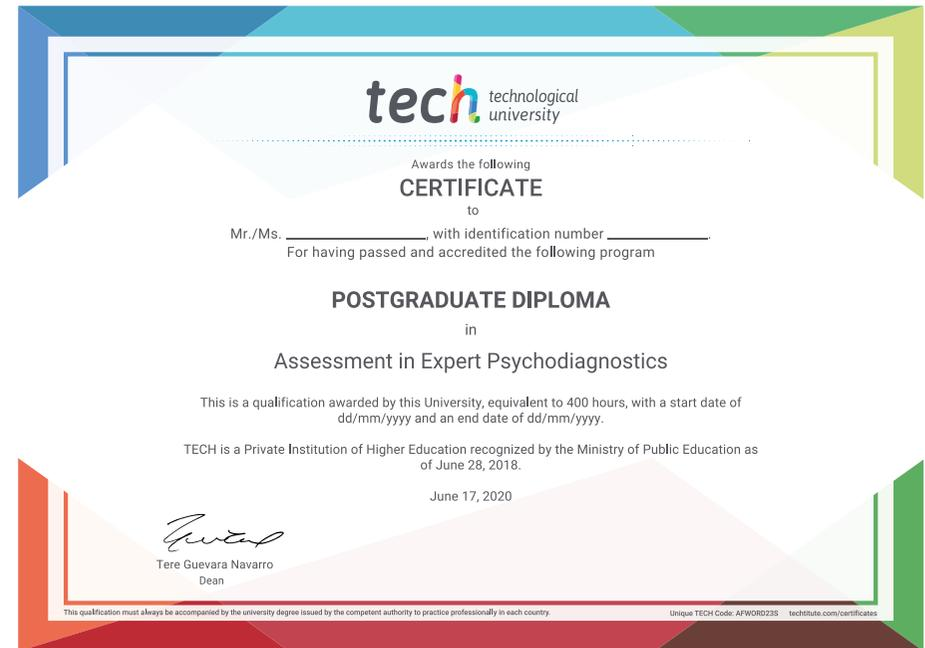 tech technological
university
Awards the following
CERTIFICATE
to
Mr./Ms. ____________________, with identification number ______________.
For having passed and accredited the following program
POSTGRADUATE DIPLOMA
in
Assessment in Expert Psychodiagnostics
This is a qualification awarded by this University, equivalent to 400 hours, with a start date of
dd/mm/yyyy and an end date of dd/mm/yyyy.
TECH is a Private Institution of Higher Education recognized by the Ministry of Public Education as
of June 28, 2018.
June 17, 2020
Tere Guevara Navarro
Dean
This qualification must always be accompanied by the university degree issued by the competent authority to practice professionally in each country.
Unique TECH Code: AFWORD23S techtitute.com/certificates